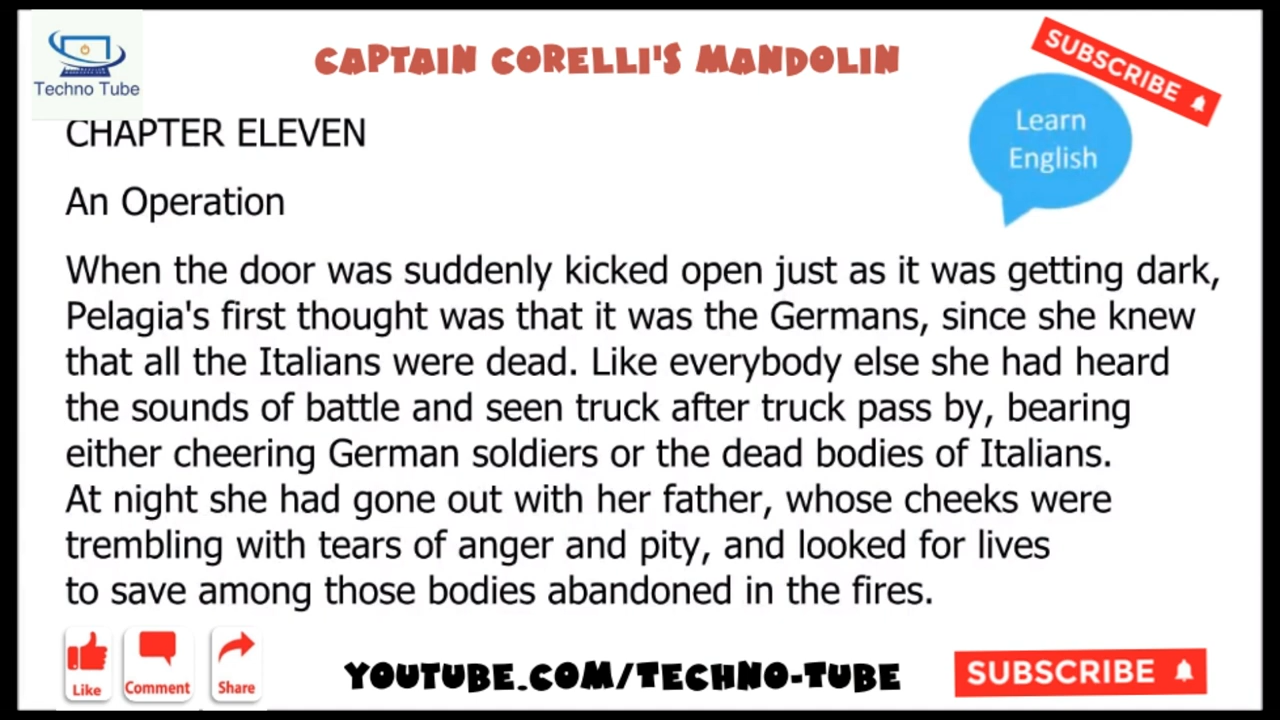 Techno Tube
CAPTAIN CORELLI'S MANDOLIN
SUBSCRIBE
Learn
English
CHAPTER ELEVEN
An Operation
When the door was suddenly kicked open just as it was getting dark,
Pelagia's first thought was that it was the Germans, since she knew
that all the Italians were dead. Like everybody else she had heard
the sounds of battle and seen truck after truck pass by, bearing
either cheering German soldiers or the dead bodies of Italians.
At night she had gone out with her father, whose cheeks were
trembling with tears of anger and pity, and looked for lives
to save among those bodies abandoned in the fires.
Like
Comment
Share
YOUTUBE.COM/TECHNO-TUBE
SUBSCRIBE